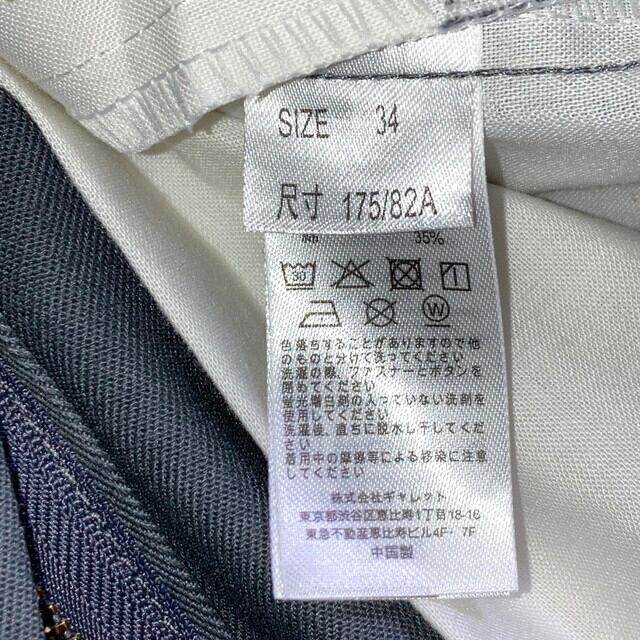 SIZE 34
尺寸 175/82A
35%
30
W
色落ちすることがありますので他
のものと分けて洗ってください
洗濯の際、ファスナーとボタンを
閉めてください
蛍光増白剤の入っていない洗剤を
使用してください
洗濯後、直ちに脱水し干してくださ
い
着用中の摩擦等による移染に注意
してください
株式会社ギャレット
東京都渋谷区恵比寿1丁目18-18
東急不動産恵比寿ビル4F・7F
中国製